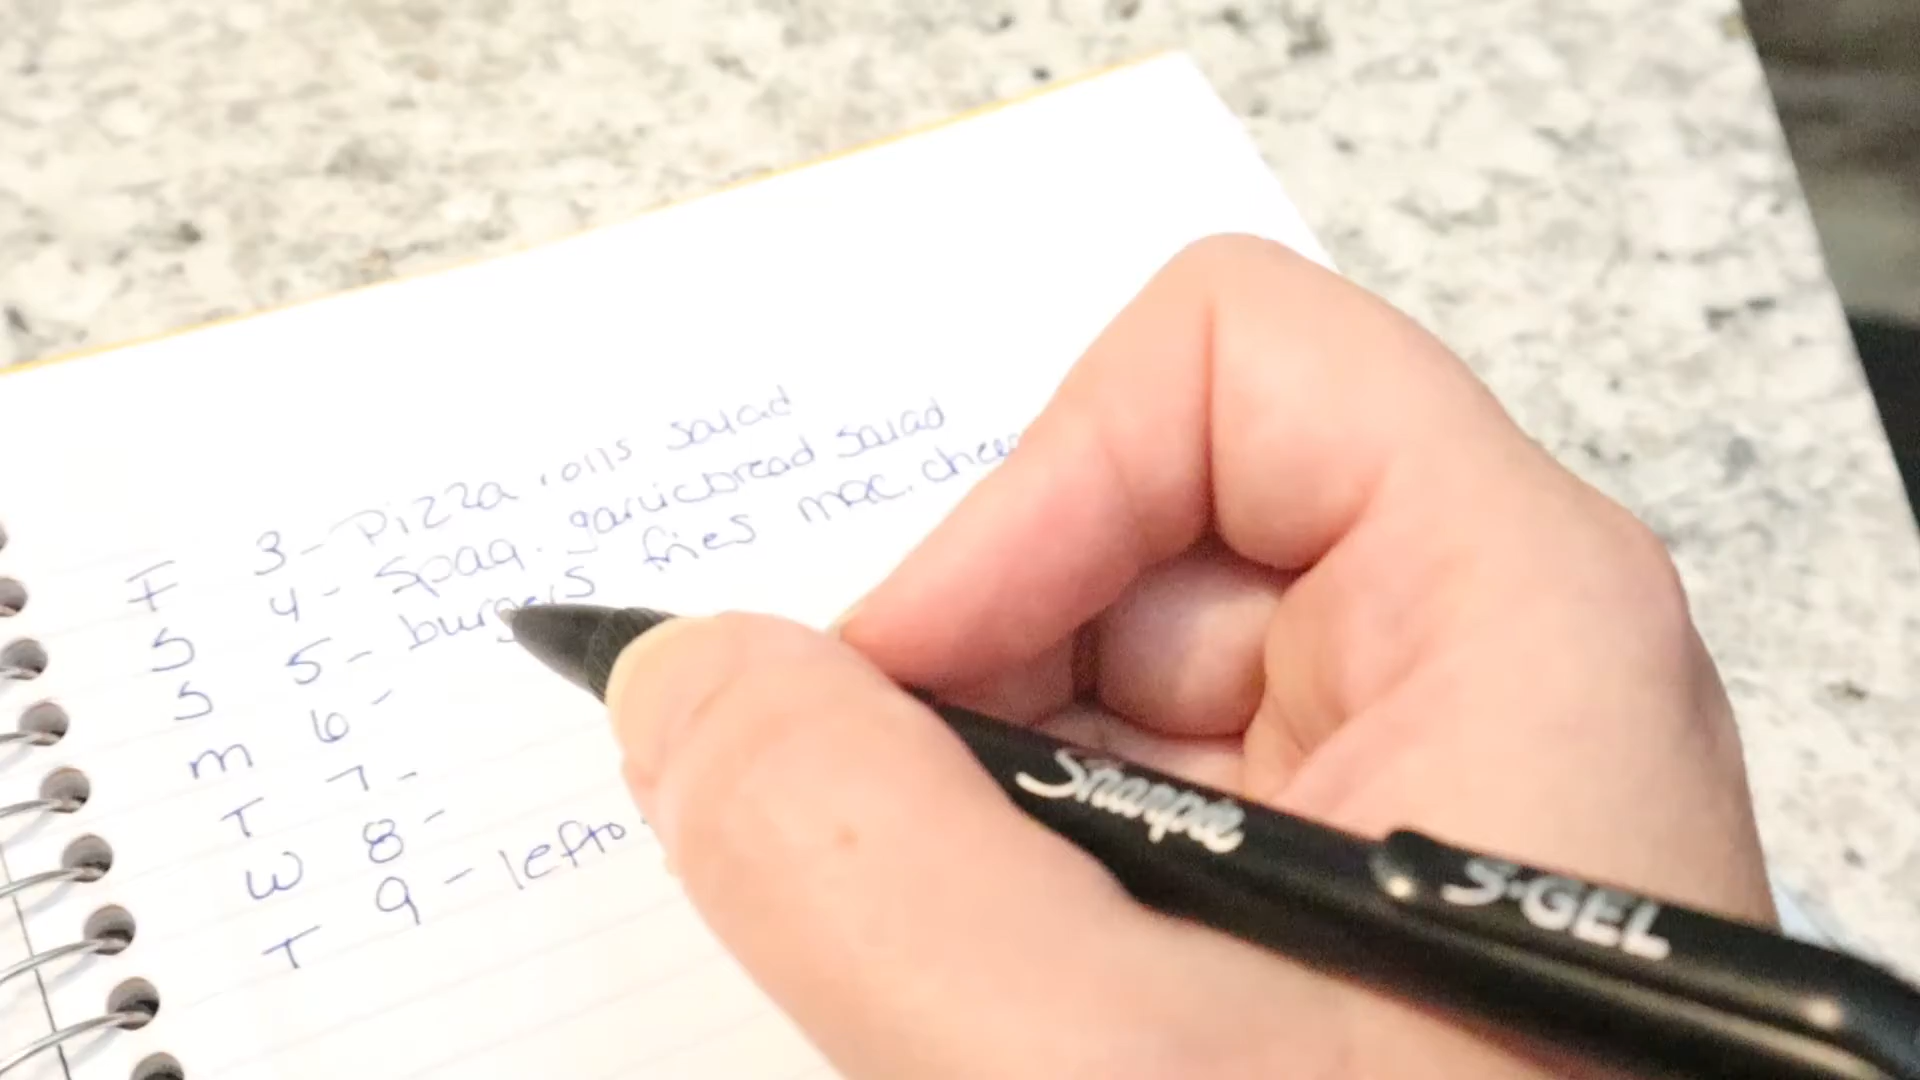 F 3- Pizza rolls salad
S 4- Spag. garlicbread salad
S 5- burgers fries mac. chee
m 6-
T 7-
W 8-
T 9- lefto
Sharpie
S·GEL